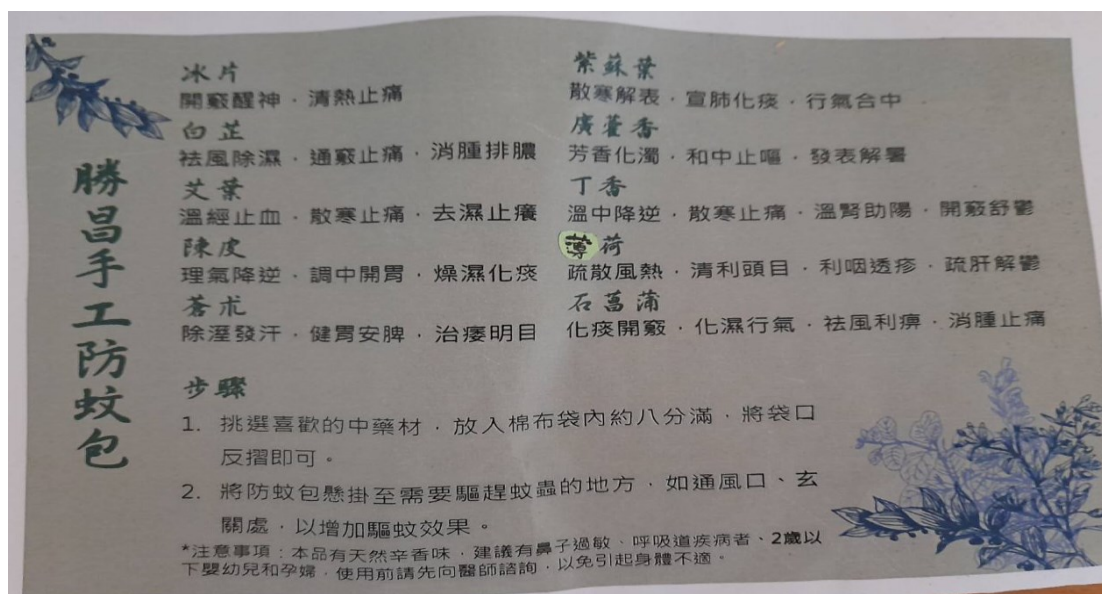 勝昌手工防蚊包
冰片
開竅醒神．清熱止痛
白芷
袪風除濕．通竅止痛．消腫排膿
艾葉
溫經止血．散寒止痛．去濕止癢
陳皮
理氣降逆．調中開胃．燥濕化痰
蒼朮
除溼發汗．健胃安脾．治痿明目
紫蘇葉
散寒解表．宣肺化痰．行氣合中
廣藿香
芳香化濁．和中止嘔．發表解暑
丁香
溫中降逆．散寒止痛．溫腎助陽．開竅舒鬱
薄荷
疏散風熱．清利頭目．利咽透疹．疏肝解鬱
石菖蒲
化痰開竅．化濕行氣．祛風利痹．消腫止痛
步驟
1. 挑選喜歡的中藥材．放入棉布袋內約八分滿．將袋口
反摺即可。
2. 將防蚊包懸掛至需要驅趕蚊蟲的地方．如通風口、玄
關處．以增加驅蚊效果。
*注意事項：本品有天然辛香味．建議有鼻子過敏、呼吸道疾病者、2歲以
下嬰幼兒和孕婦．使用前請先向醫師諮詢．以免引起身體不適。